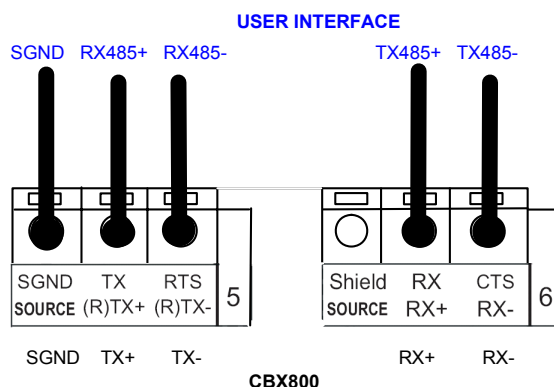 USER INTERFACE
SGND RX485+ RX485- TX485+ TX485-
SGND TX RTS Shield RX CTS
SOURCE (R)TX+ (R)TX- 5 SOURCE RX+ RX- 6
SGND TX+ TX- RX+ RX-
CBX800